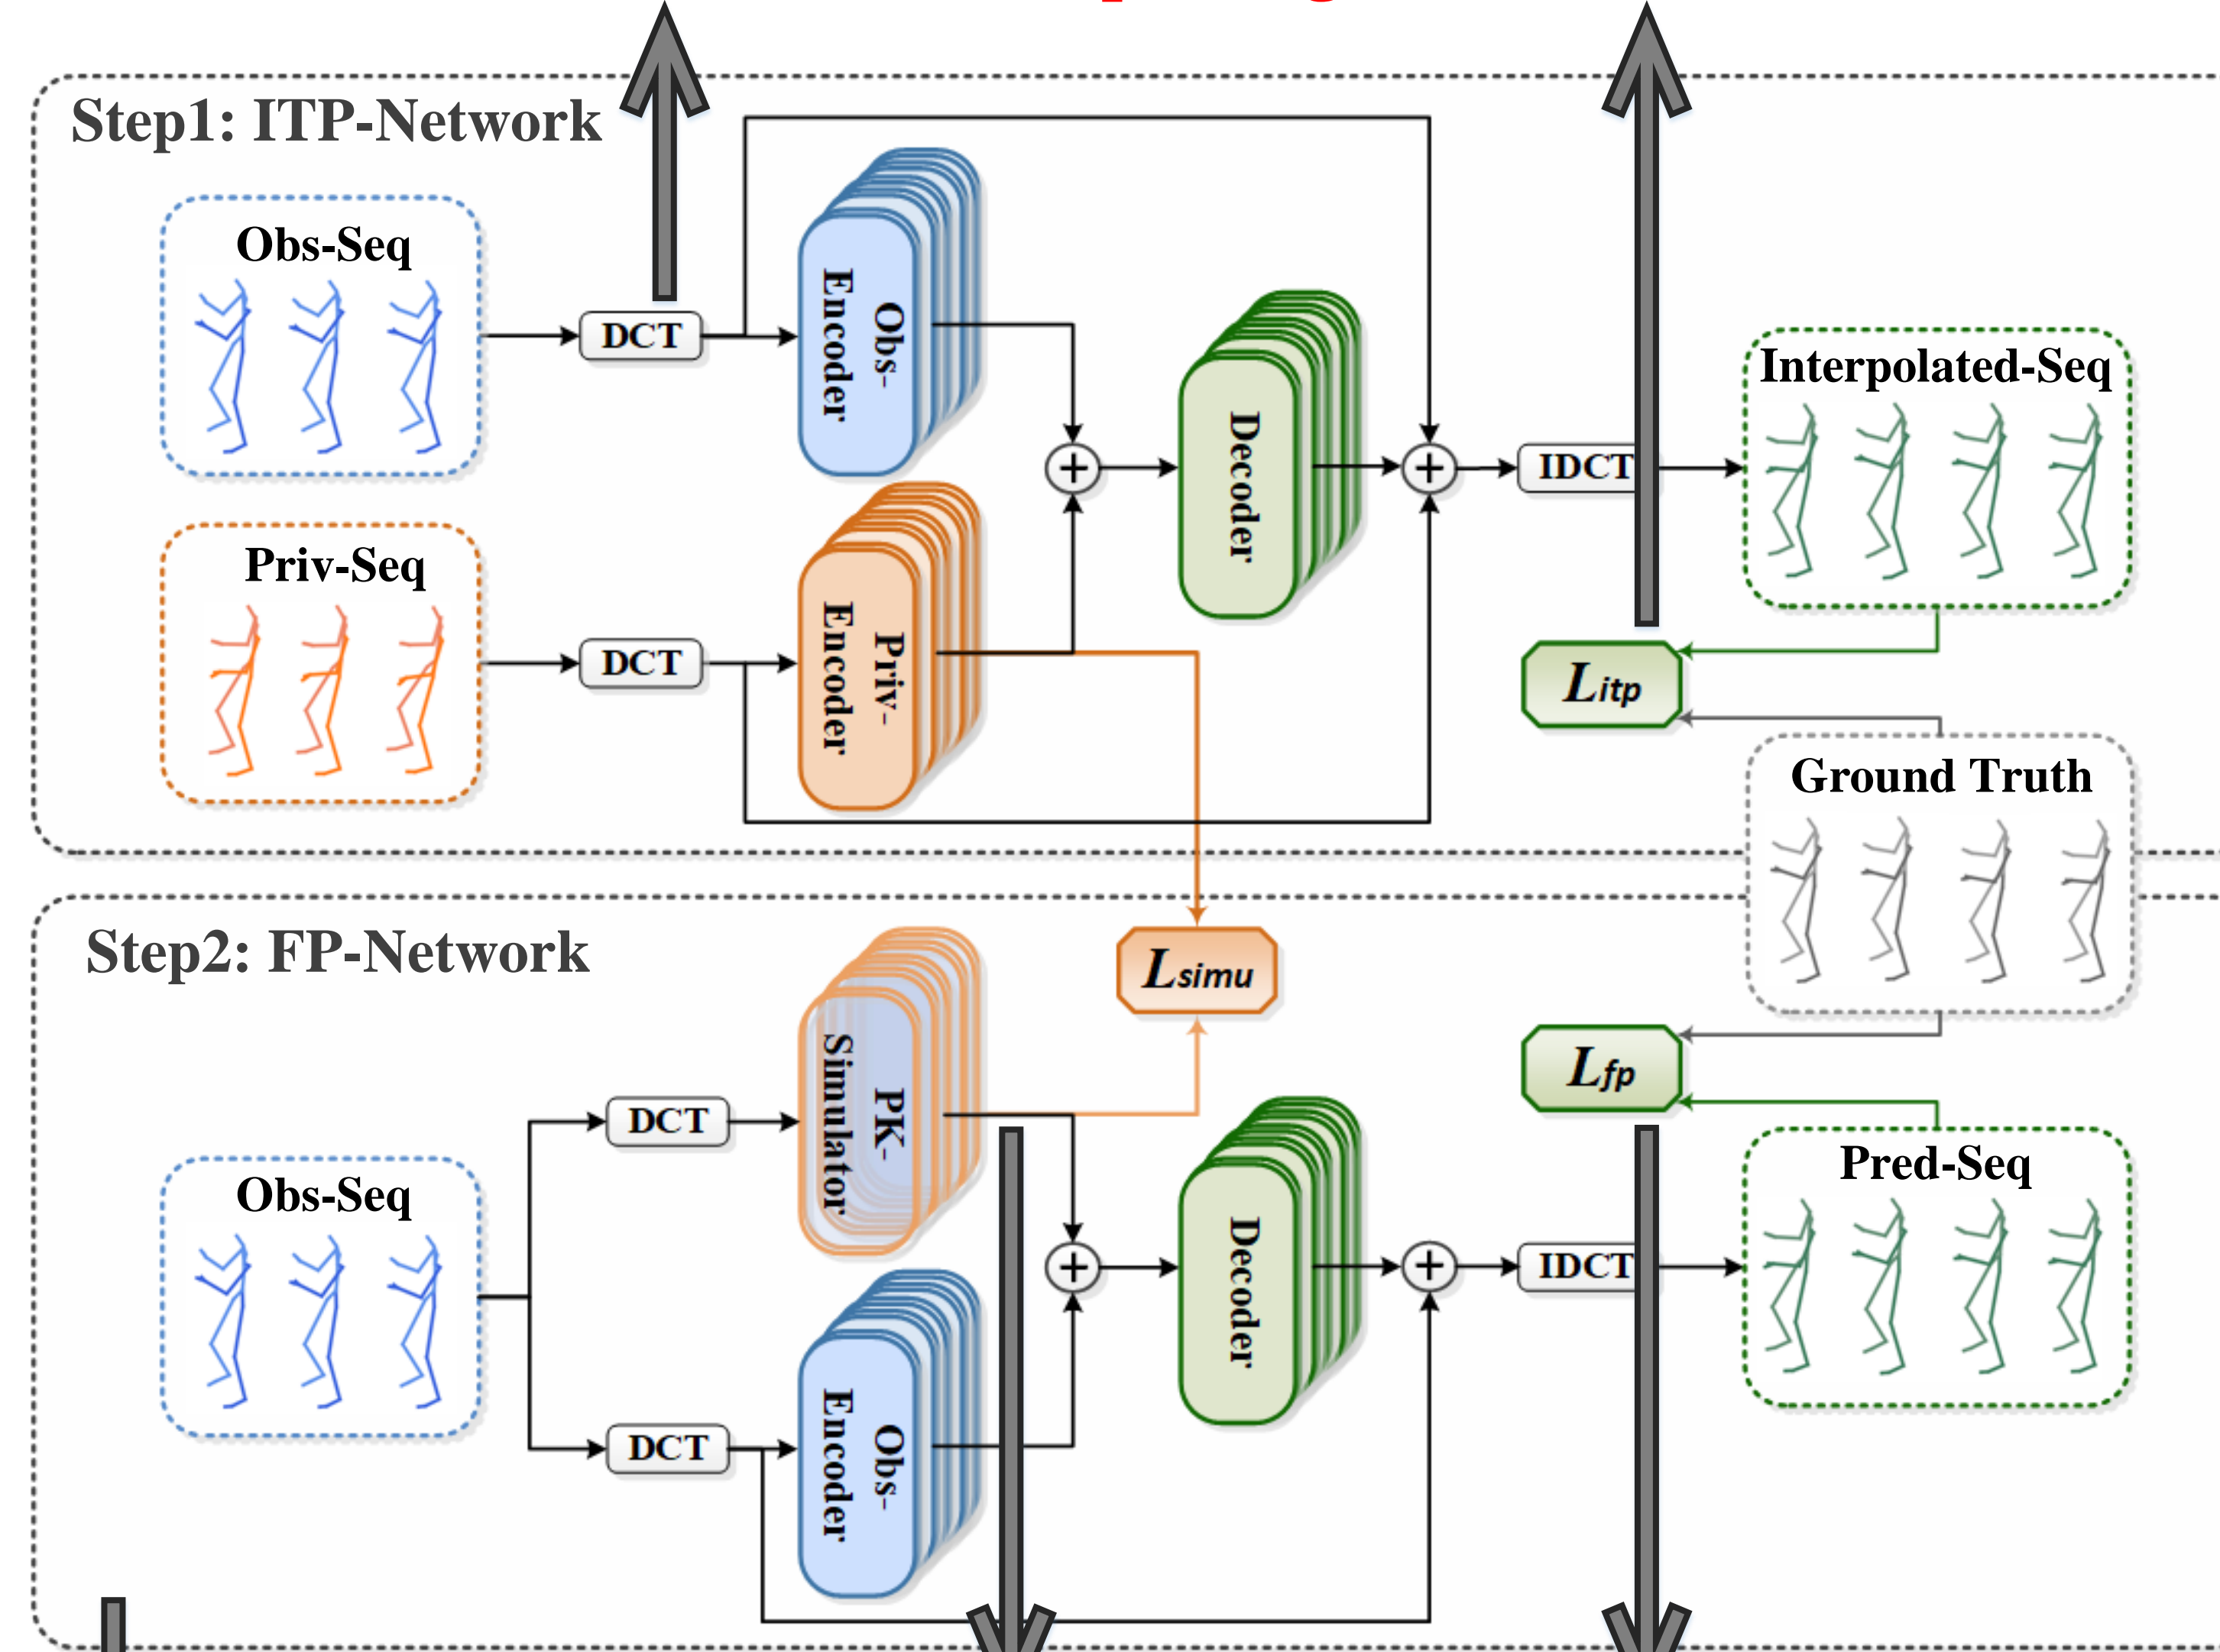 Step1: ITP-Network
Obs-Seq
DCT
Obs-
Encoder
Decoder
+
+
IDCT
Interpolated-Seq
Priv-Seq
DCT
Priv-
Encoder
Litp
Ground Truth
Step2: FP-Network
Lsimu
PK-
Simulator
DCT
Lfp
Obs-Seq
Decoder
+
+
IDCT
Pred-Seq
DCT
Obs-
Encoder